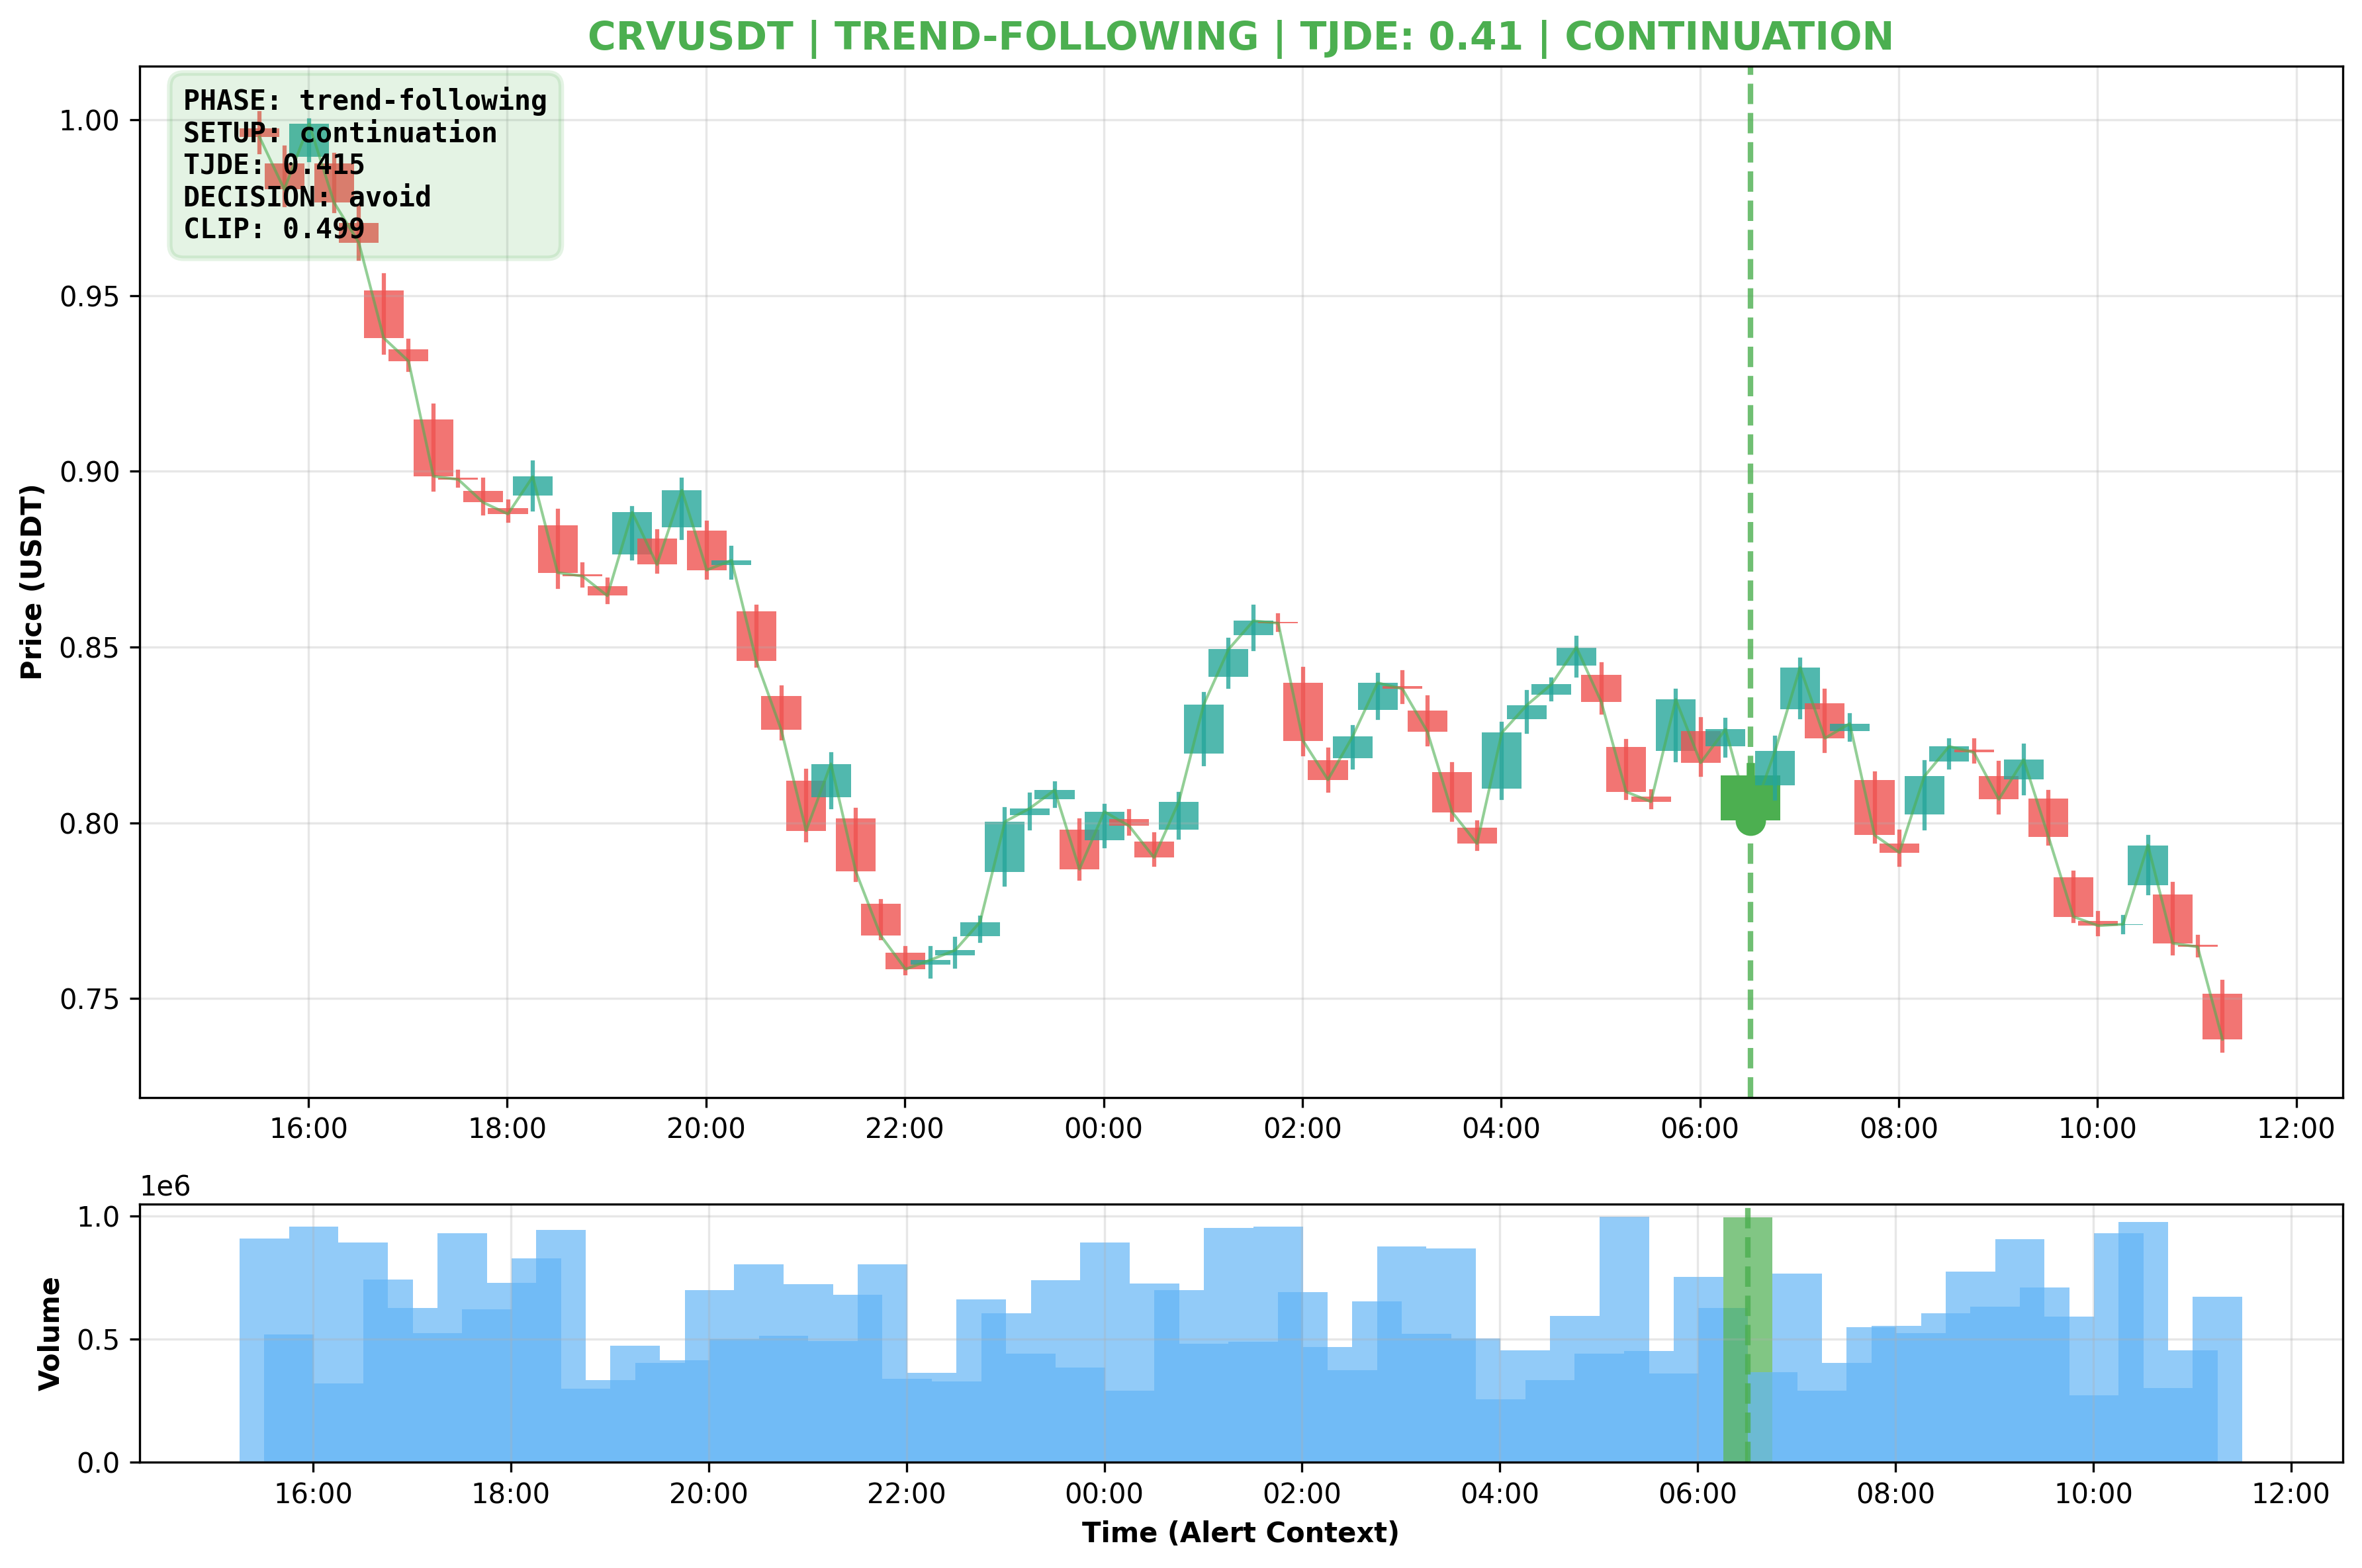 CRVUSDT | TREND-FOLLOWING | TJDE: 0.41 | CONTINUATION
PHASE: trend-following
SETUP: continuation
TJDE: 0.415
DECISION: avoid
CLIP: 0.499
Price (USDT)
1.00
0.95
0.90
0.85
0.80
0.75
16:00 18:00 20:00 22:00 00:00 02:00 04:00 06:00 08:00 10:00 12:00
1e6
Volume
1.0
0.5
0.0
16:00 18:00 20:00 22:00 00:00 02:00 04:00 06:00 08:00 10:00 12:00
Time (Alert Context)